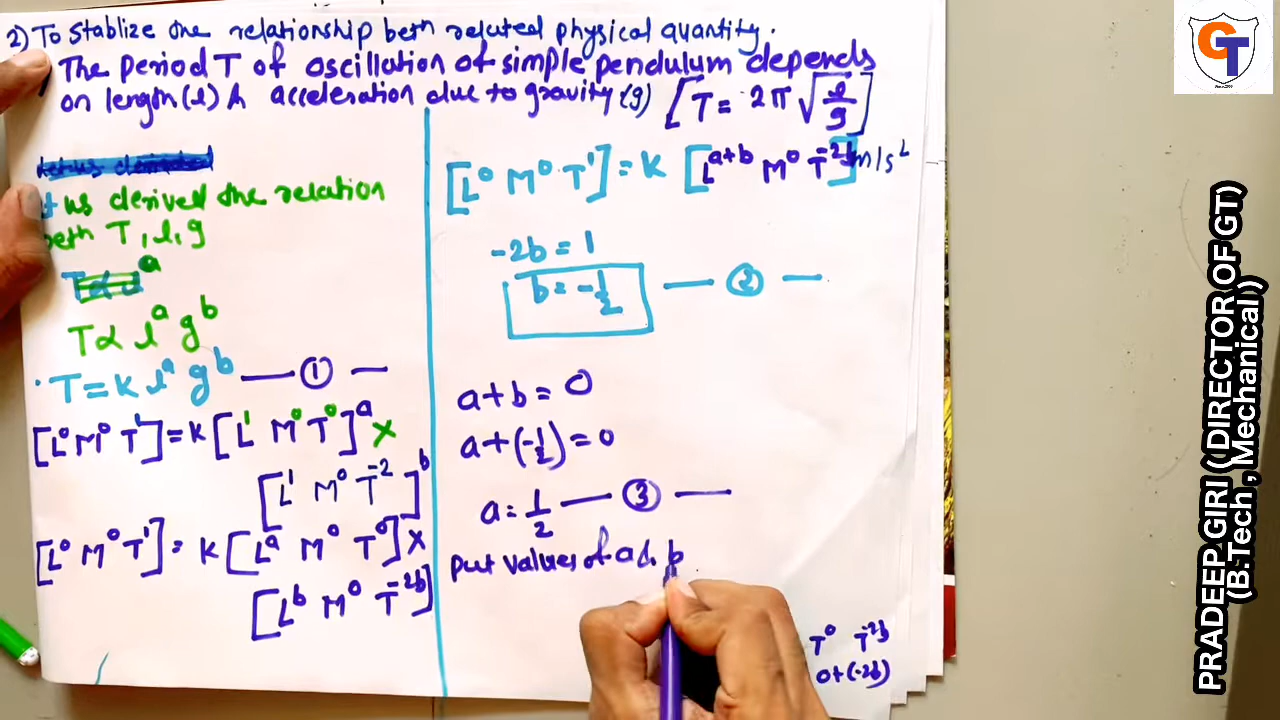 2) To stablize the relationship betn related physical quantity.
The period T of oscillation of simple pendulum depends
on length (l) & acceleration due to gravity (g) [T = 2π √(l/g)]
us derived the relation
betn T, l, g
T ∝ l^a g^b
T = K l^a g^b —— ① —
[L⁰ M⁰ T¹] = K [L¹ M⁰ T⁰]^a ×
[L¹ M⁰ T⁻²]^b
[L⁰ M⁰ T¹] = K [L^a M⁰ T⁰] ×
[L^b M⁰ T^-2b]
[L⁰ M⁰ T¹] = K [L^a+b M⁰ T^-2b] m/s²
-2b = 1
b = -1/2 —— ② —
a + b = 0
a + (-1/2) = 0
a = 1/2 —— ③ —
put values of a & b
T⁰ T^-2b
0+(-2b)
GT
Since 2010
PRADEEP GIRI ( DIRECTOR OF GT)
(B.Tech , Mechanical )